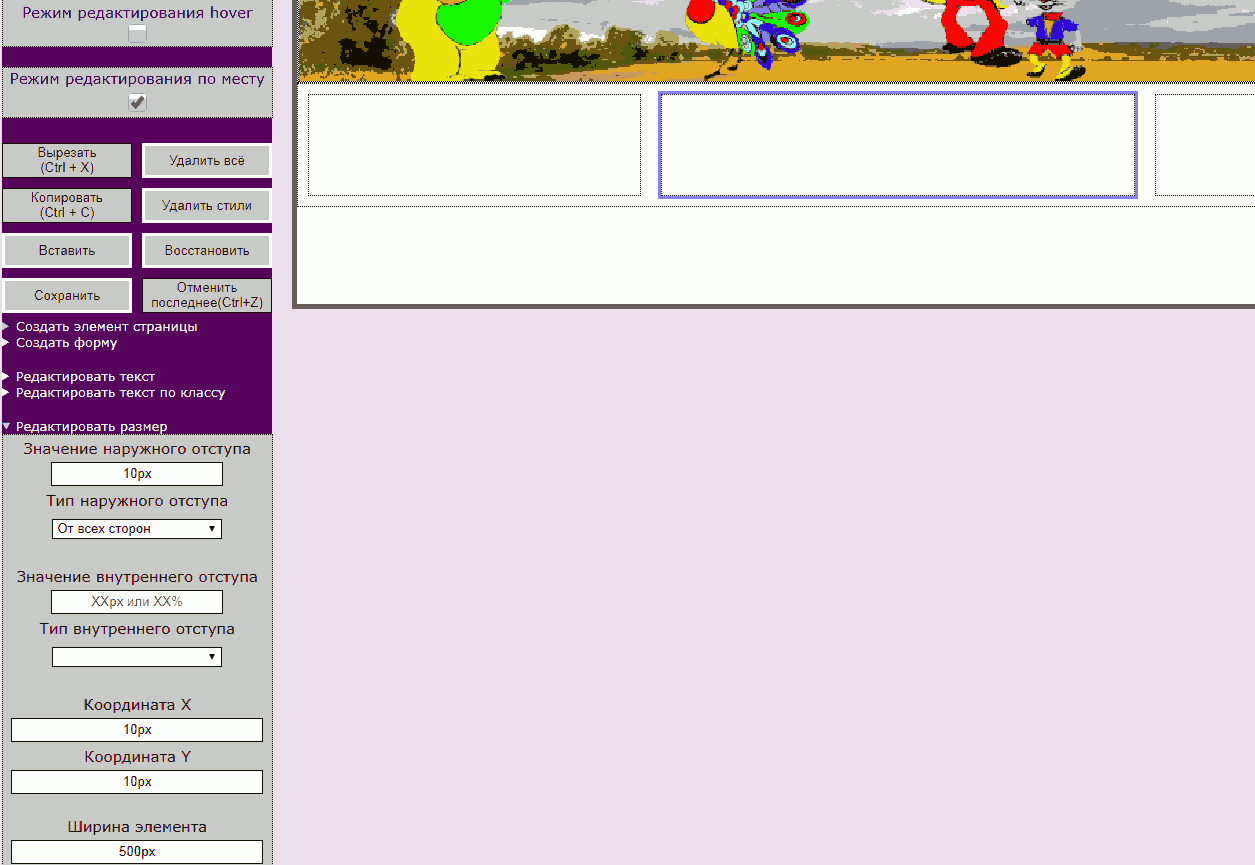 Режим редактирования hover
Режим редактирования по месту
Вырезать
(Ctrl + X)
Удалить всё
Копировать
(Ctrl + C)
Удалить стили
Вставить
Восстановить
Сохранить
Отменить
последнее(Ctrl+Z)
Создать элемент страницы
Создать форму
Редактировать текст
Редактировать текст по классу
Редактировать размер
Значение наружного отступа
10px
Тип наружного отступа
От всех сторон
Значение внутреннего отступа
XXpx или XX%
Тип внутреннего отступа
Координата X
10px
Координата Y
10px
Ширина элемента
500px